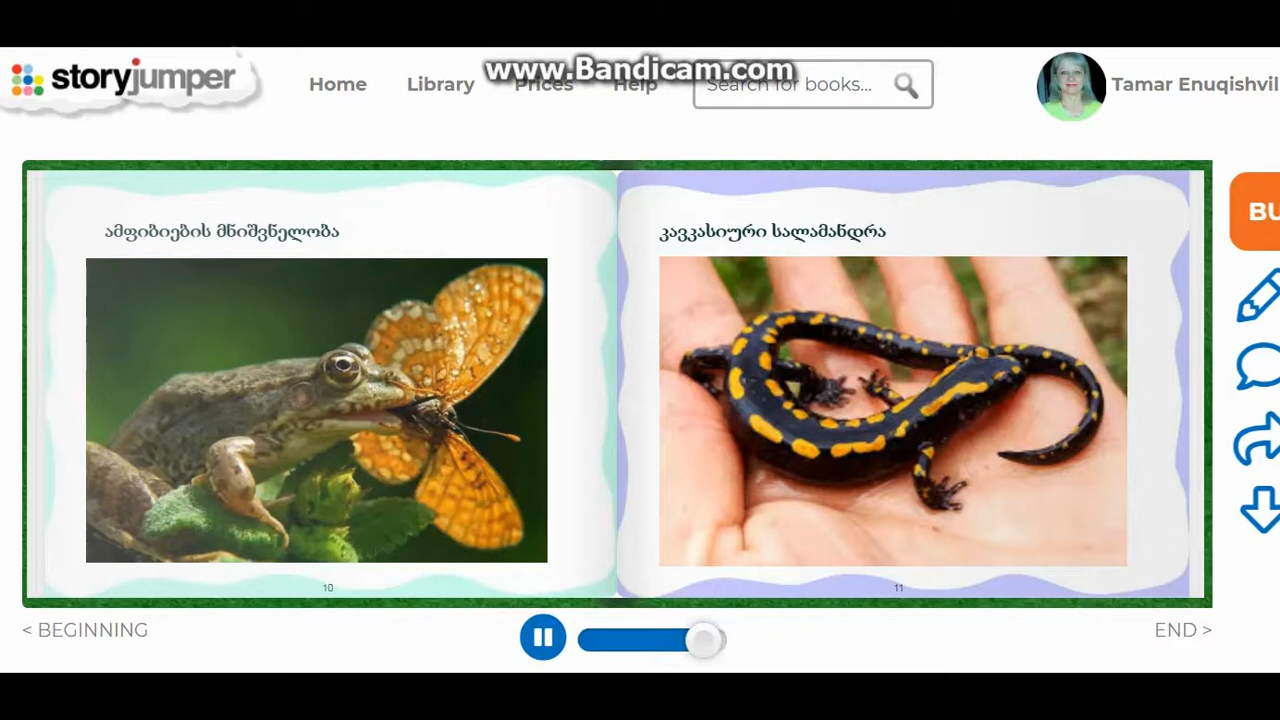 www.Bandicam.com
storyjumper
Home Library Prices Help Search for books... Tamar Enuqishvil
BU
ამფიბიების მნიშვნელობა
კავკასიური სალამანდრა
10
11
< BEGINNING
END >